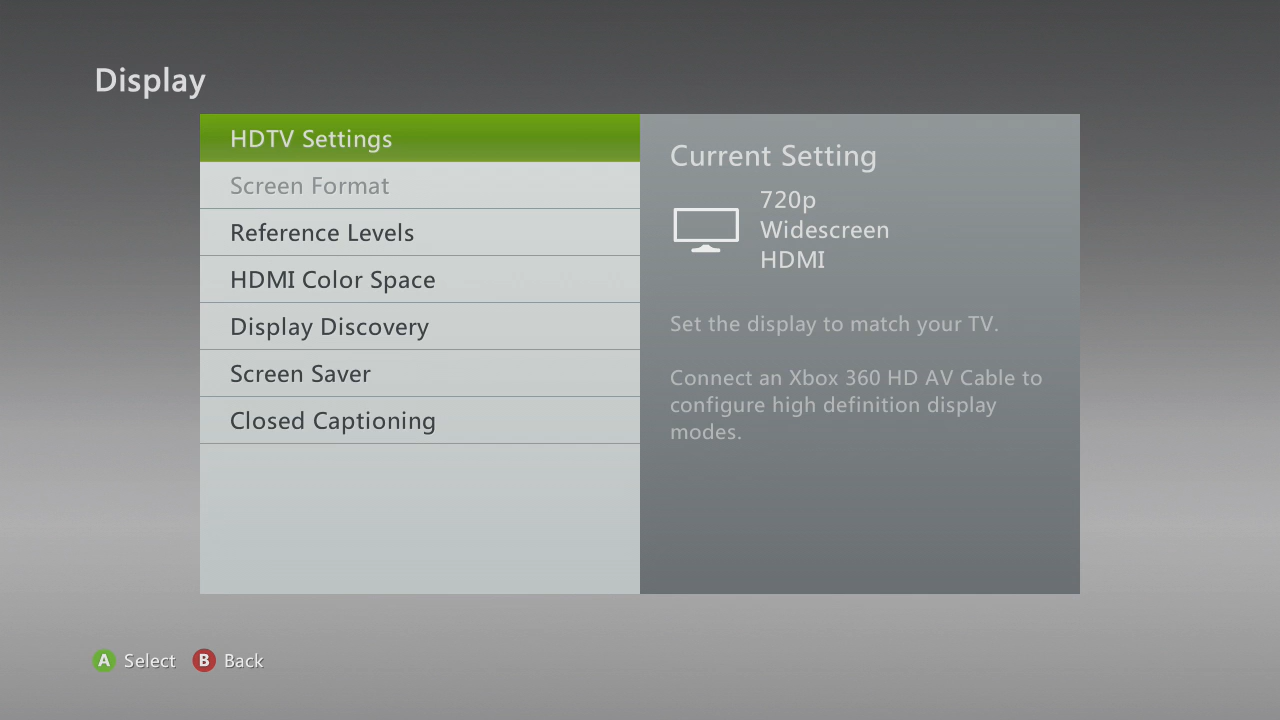 Display
HDTV Settings
Screen Format
Reference Levels
HDMI Color Space
Display Discovery
Screen Saver
Closed Captioning
Current Setting
720p
Widescreen
HDMI
Set the display to match your TV.
Connect an Xbox 360 HD AV Cable to
configure high definition display
modes.
A Select B Back